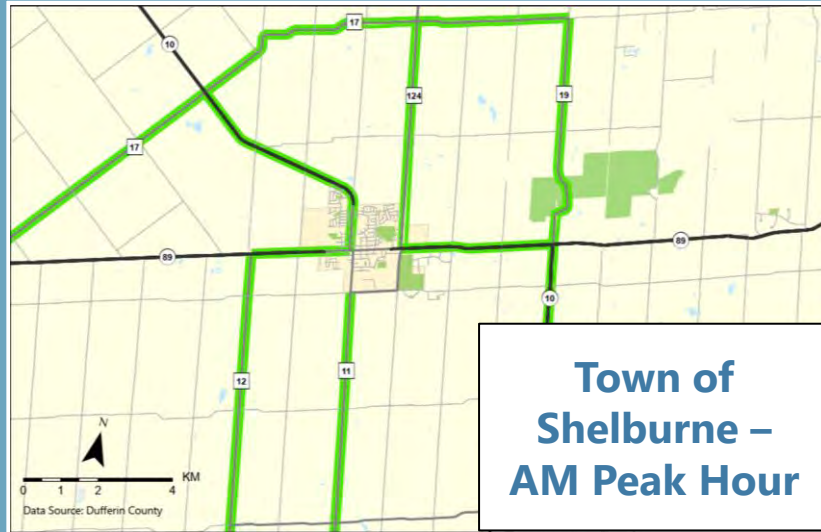 17
10
124
19
17
89
89
10
12
11
N
KM
0 1 2 4
Data Source: Dufferin County
Town of
Shelburne –
AM Peak Hour